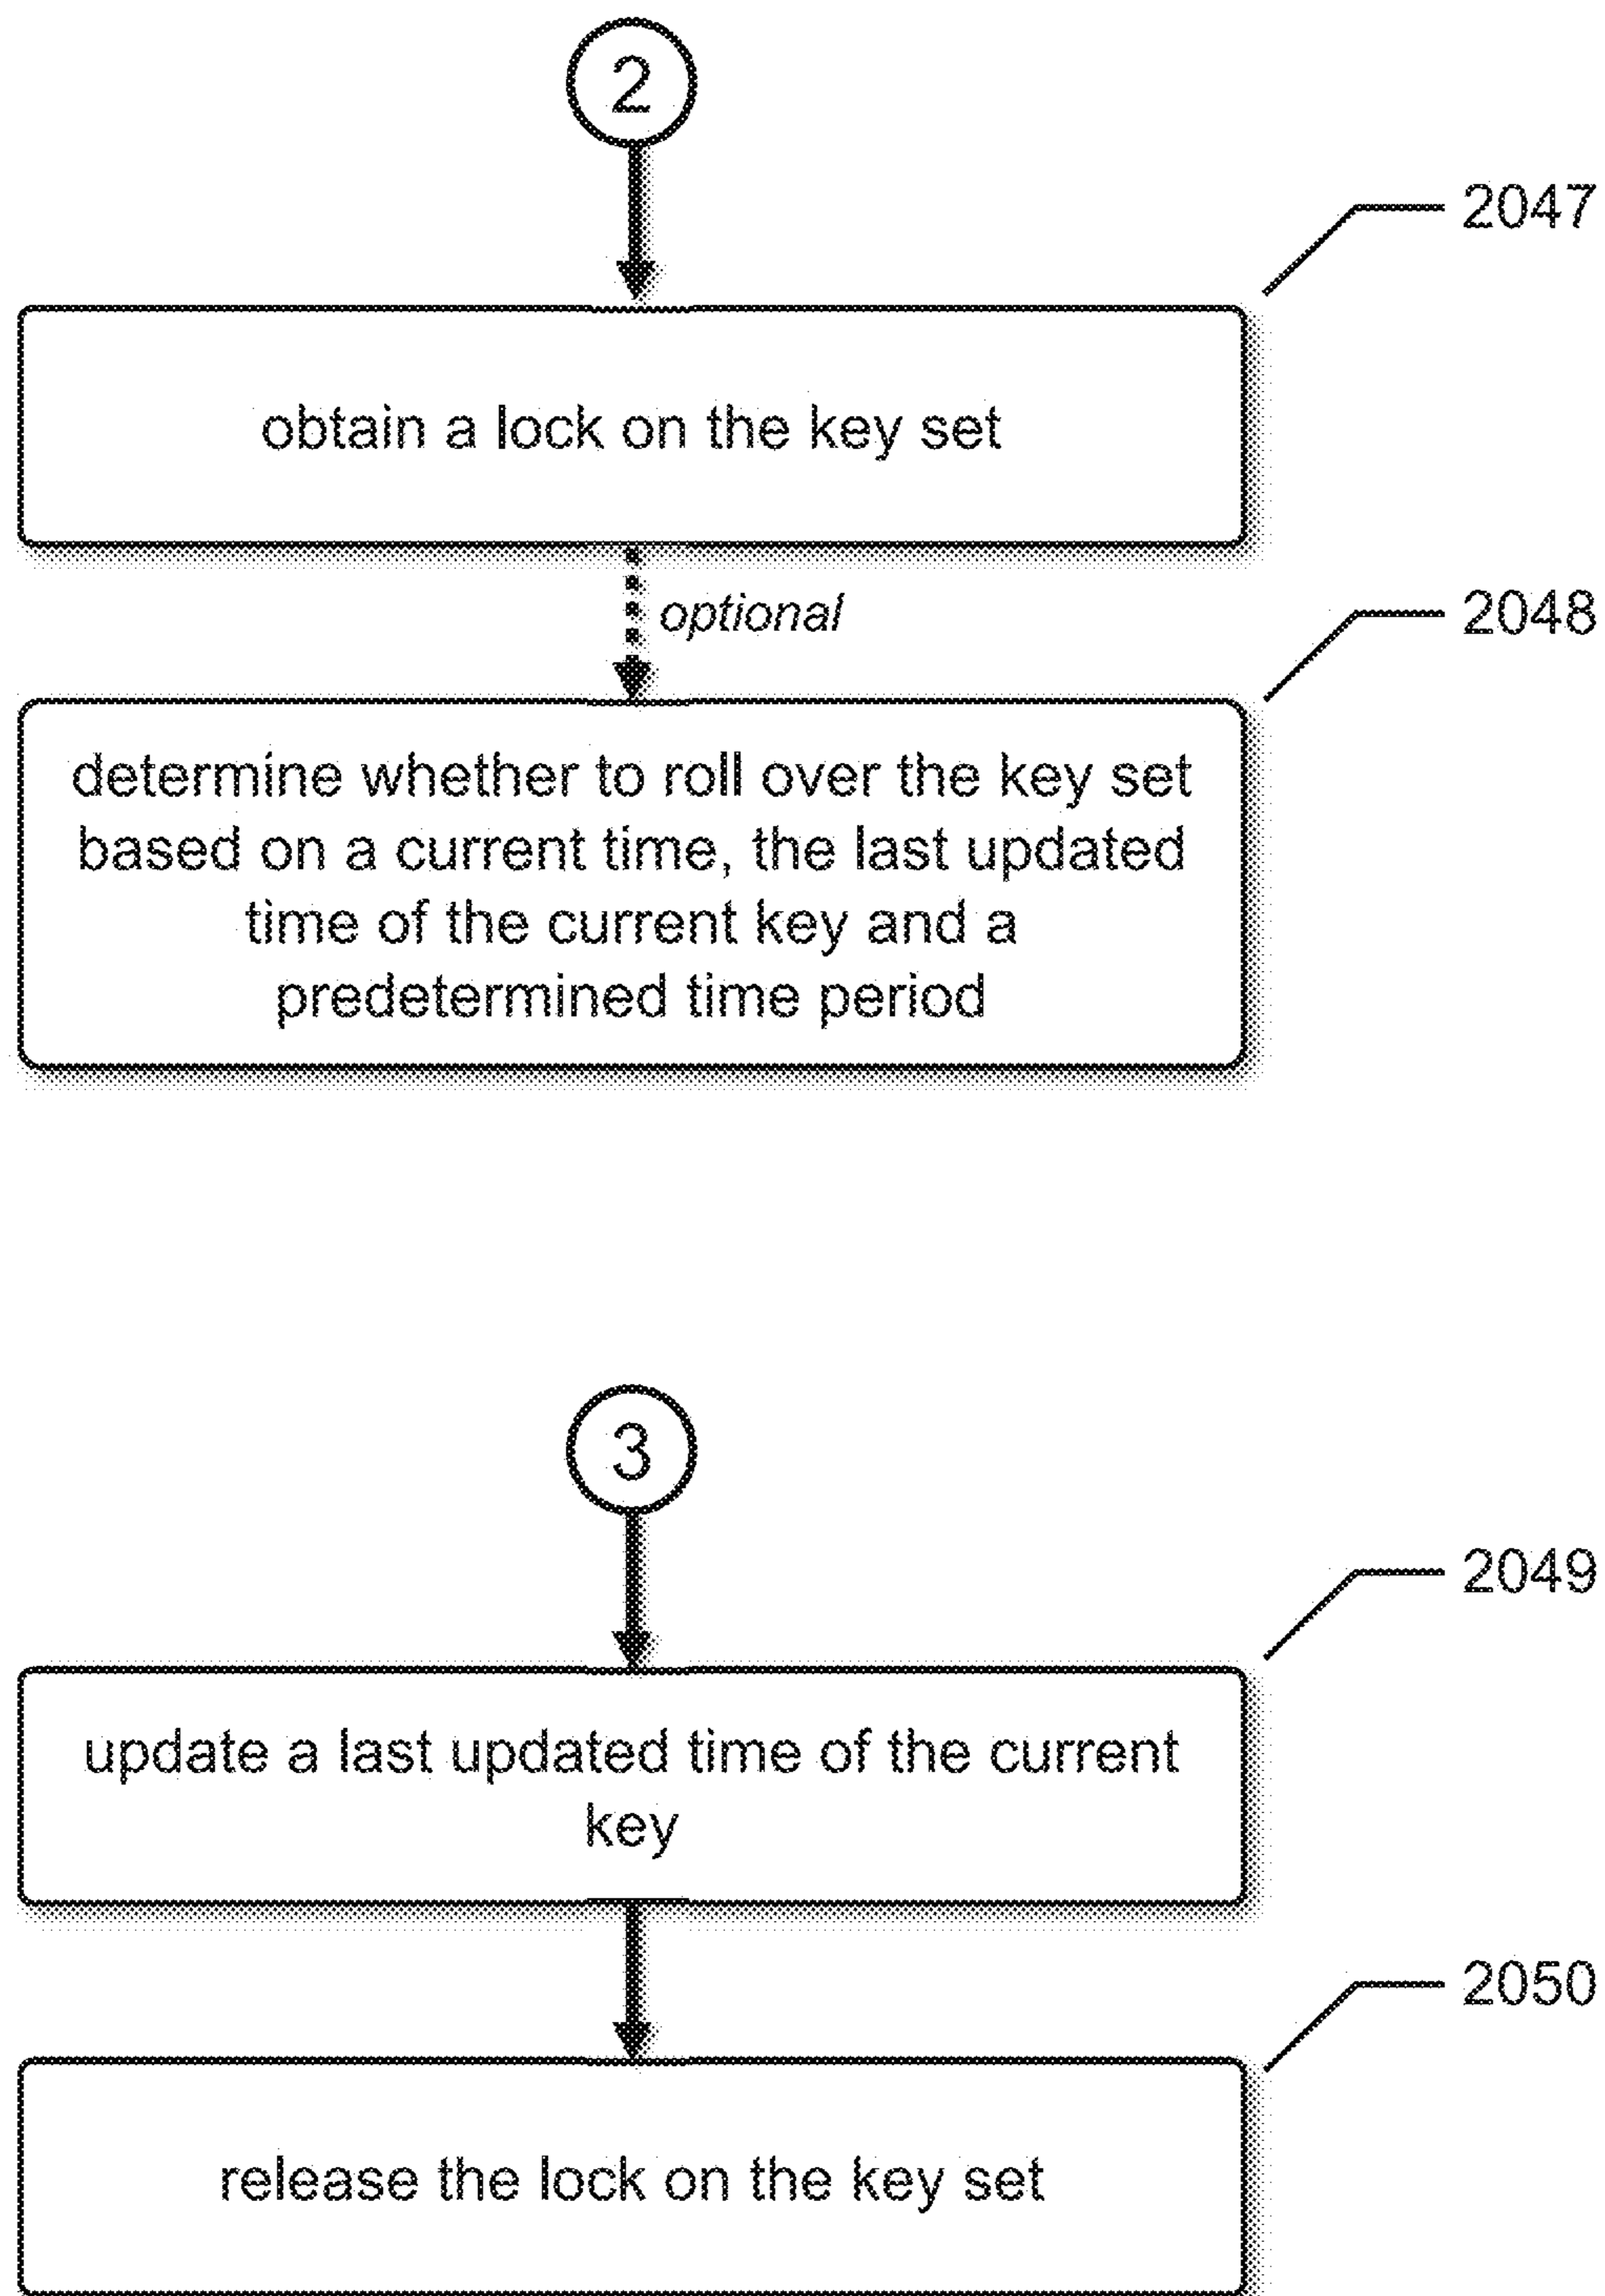 2
2047
obtain a lock on the key set
optional
2048
determine whether to roll over the key set
based on a current time, the last updated
time of the current key and a
predetermined time period
3
2049
update a last updated time of the current
key
2050
release the lock on the key set